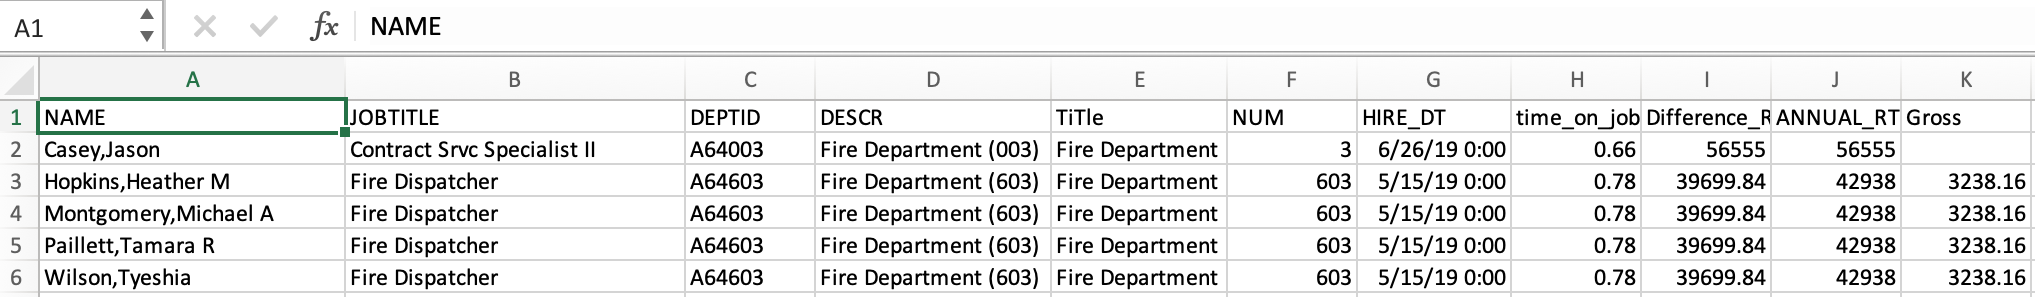 A1 fx NAME
A B C D E F G H I J K
1 NAME JOBTITLE DEPTID DESCR TiTle NUM HIRE_DT time_on_job Difference_R ANNUAL_RT Gross
2 Casey,Jason Contract Srvc Specialist II A64003 Fire Department (003) Fire Department 3 6/26/19 0:00 0.66 56555 56555
3 Hopkins,Heather M Fire Dispatcher A64603 Fire Department (603) Fire Department 603 5/15/19 0:00 0.78 39699.84 42938 3238.16
4 Montgomery,Michael A Fire Dispatcher A64603 Fire Department (603) Fire Department 603 5/15/19 0:00 0.78 39699.84 42938 3238.16
5 Paillett,Tamara R Fire Dispatcher A64603 Fire Department (603) Fire Department 603 5/15/19 0:00 0.78 39699.84 42938 3238.16
6 Wilson,Tyeshia Fire Dispatcher A64603 Fire Department (603) Fire Department 603 5/15/19 0:00 0.78 39699.84 42938 3238.16